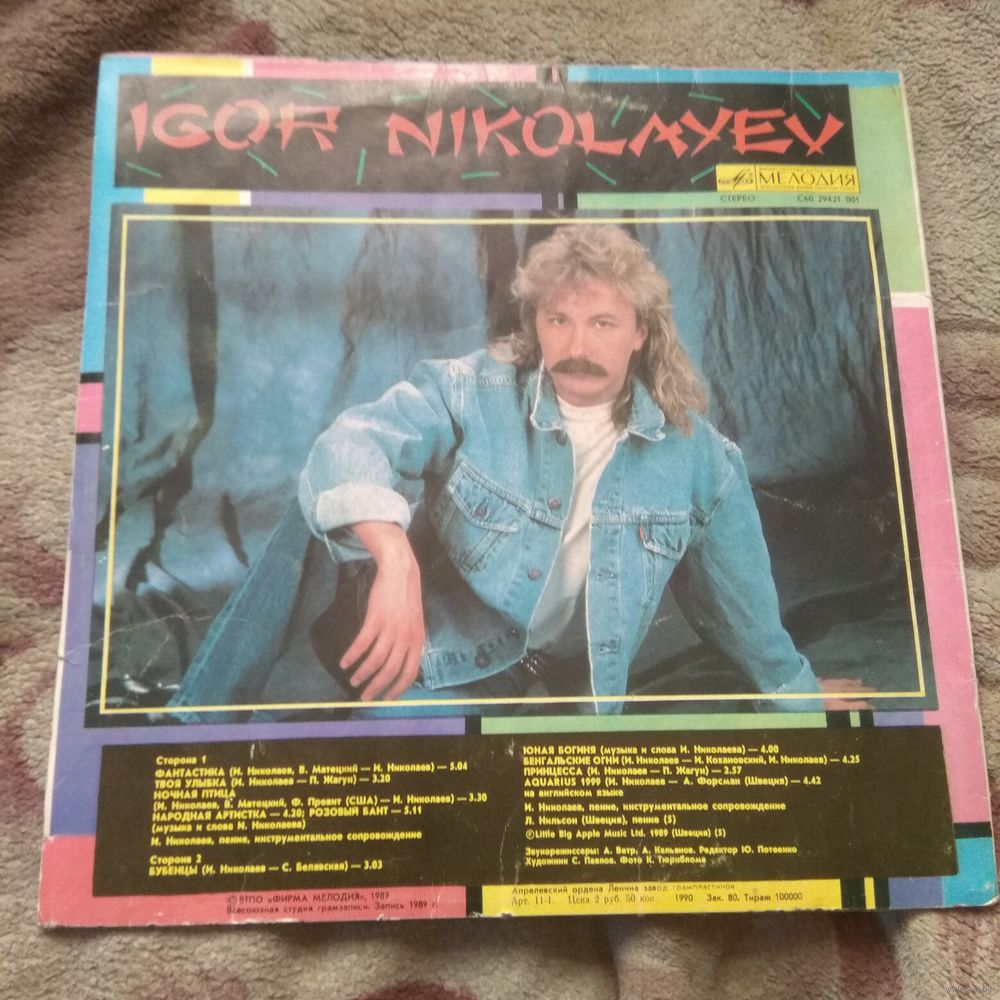 IGOR NIKOLAYEV
МЕЛОДИЯ
СТЕРЕО С60 29421 001
Сторона 1
ФАНТАСТИКА (И. Николаев, В. Матецкий — И. Николаев) — 5.04
ТВОЯ УЛЫБКА (И. Николаев — П. Жагун) — 3.20
НОЧНАЯ ПТИЦА
(И. Николаев, В. Матецкий, Ф. Превит (США) — И. Николаев) — 3.30
НАРОДНАЯ АРТИСТКА — 4.20; РОЗОВЫЙ БАНТ — 5.11
(музыка и слова И. Николаева)
И. Николаев, пение, инструментальное сопровождение
Сторона 2
БУБЕНЦЫ (И. Николаев — С. Белявская) — 3.03
ЮНАЯ БОГИНЯ (музыка и слова И. Николаева) — 4.00
БЕНГАЛЬСКИЕ ОГНИ (И. Николаев — И. Кохановский, И. Николаев) — 4.25
ПРИНЦЕССА (И. Николаев — П. Жагун) — 2.57
AQUARIUS 1999 (И. Николаев — А. Форсман (Швеция) — 4.42
на английском языке
И. Николаев, пение, инструментальное сопровождение
Л. Нильсон (Швеция), пение (5)
Ⓟ Little Big Apple Music Ltd. 1989 (Швеция) (5)
Звукорежиссеры: А. Ветр, А. Кальянов. Редактор Ю. Потеенко
Художник С. Павлов. Фото К. Тюриблома
© ВТПО «ФИРМА МЕЛОДИЯ», 1989
Всесоюзная студия грамзаписи. Запись 1989 г.
Апрелевский ордена Ленина завод грампластинок
Арт. 11-1. Цена 2 руб. 50 коп. 1990 Зак. 80. Тираж 100000